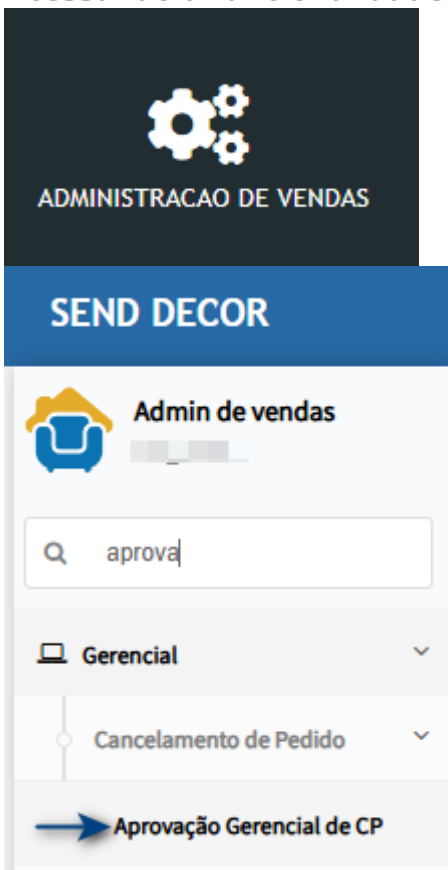 ADMINISTRACAO DE VENDAS
SEND DECOR
Admin de vendas
aprova
Gerencial
Cancelamento de Pedido
Aprovação Gerencial de CP